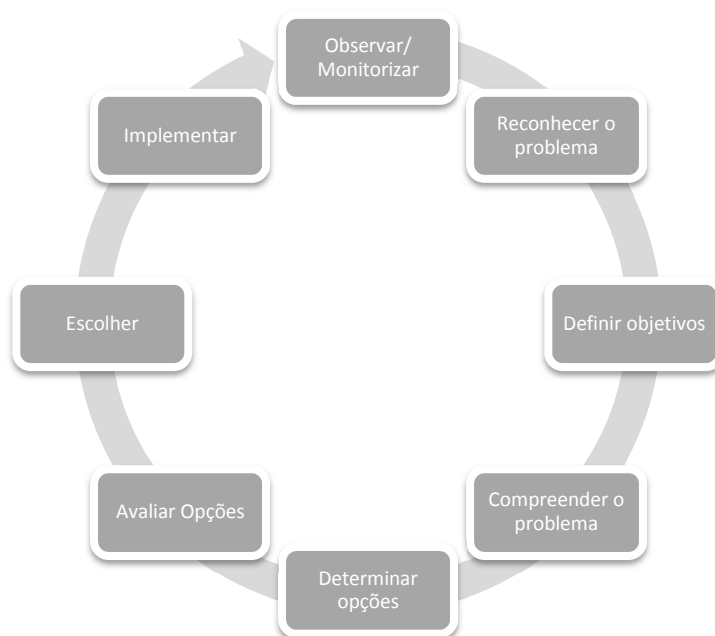 Observar/
Monitorizar
Reconhecer o
problema
Definir objetivos
Compreender o
problema
Determinar
opções
Avaliar Opções
Escolher
Implementar